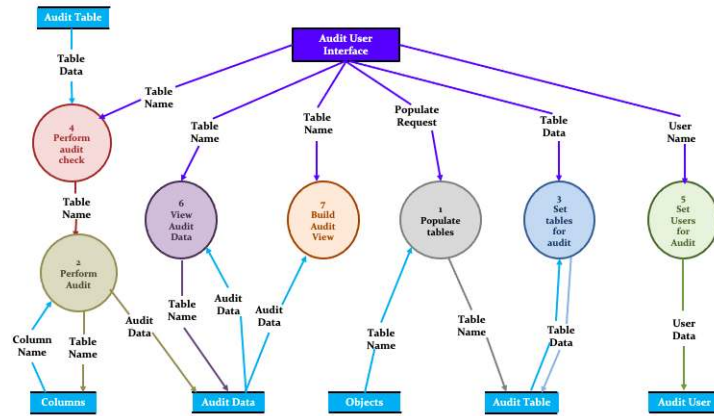 Audit Table
Audit User
Interface
Table
Data
Table
Name
Table
Name
Table
Name
Populate
Request
Table
Data
User
Name
4
Perform
audit
check
Table
Name
6
View
Audit
Data
7
Build
Audit
View
1
Populate
tables
3
Set
tables for
audit
5
Set
Users for
Audit
2
Perform
Audit
Column
Name
Table
Name
Audit
Data
Table
Name
Audit
Data
Audit
Data
Table
Name
Table
Name
Table
Data
User
Data
Columns
Audit Data
Objects
Audit Table
Audit User